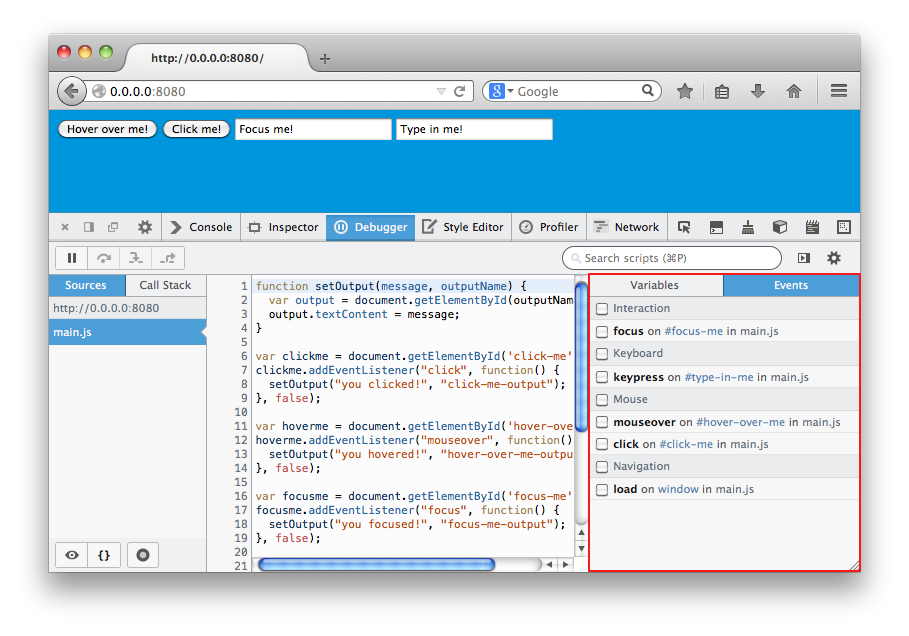 http://0.0.0.0:8080/
0.0.0.0:8080
Google
Hover over me! Click me! Focus me! Type in me!
Console Inspector Debugger Style Editor Profiler Network
Search scripts (⌘P)
Sources Call Stack
http://0.0.0.0:8080
main.js
1 function setOutput(message, outputName) {
2 var output = document.getElementById(outputNam
3 output.textContent = message;
4 }
5
6 var clickme = document.getElementById('click-me'
7 clickme.addEventListener("click", function() {
8 setOutput("you clicked!", "click-me-output");
9 }, false);
10
11 var hoverme = document.getElementById('hover-ove
12 hoverme.addEventListener("mouseover", function()
13 setOutput("you hovered!", "hover-over-me-outpu
14 }, false);
15
16 var focusme = document.getElementById('focus-me'
17 focusme.addEventListener("focus", function() {
18 setOutput("you focused!", "focus-me-output");
19 }, false);
20
21
{}
Variables Events
Interaction
focus on #focus-me in main.js
Keyboard
keypress on #type-in-me in main.js
Mouse
mouseover on #hover-over-me in main.js
click on #click-me in main.js
Navigation
load on window in main.js